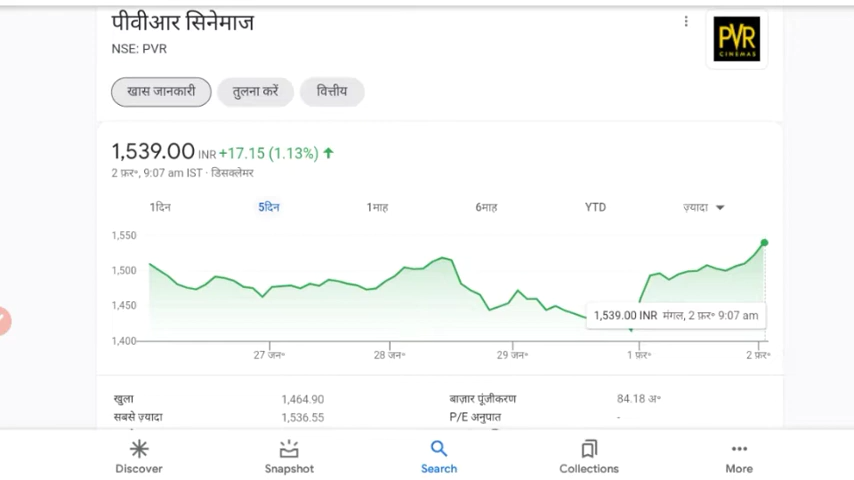 पीवीआर सिनेमाज
NSE: PVR
PVR
CINEMAS
खास जानकारी
तुलना करें
वित्तीय
1,539.00 INR +17.15 (1.13%) ↑
2 फ़र॰, 9:07 am IST · डिसक्लेमर
1दिन
5दिन
1माह
6माह
YTD
ज़्यादा
1,550
1,500
1,450
1,400
1,539.00 INR मंगल, 2 फ़र॰ 9:07 am
27 जन॰
28 जन॰
29 जन॰
1 फ़र॰
2 फ़र॰
खुला 1,464.90 बाज़ार पूंजीकरण 84.18 अ॰
सबसे ज़्यादा 1,536.55 P/E अनुपात -
Discover
Snapshot
Search
Collections
More